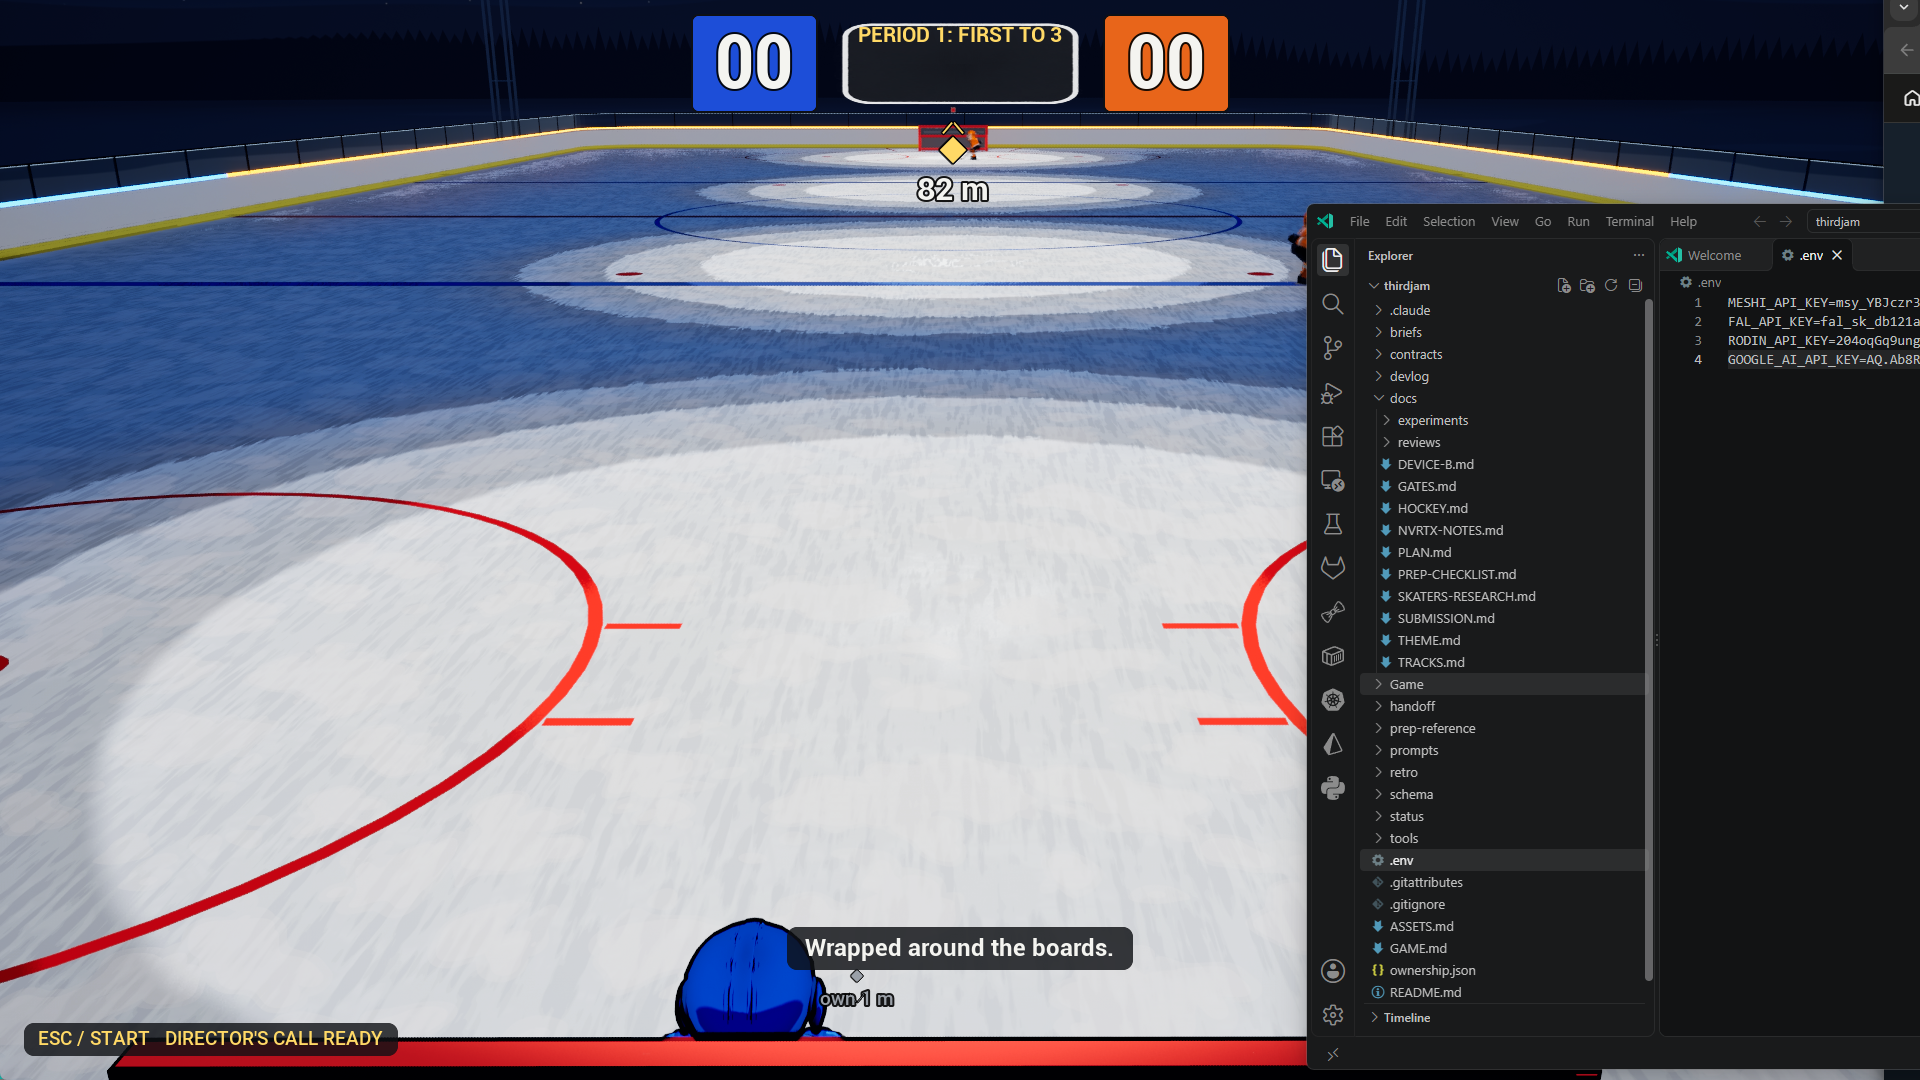 00
PERIOD 1: FIRST TO 3
00
82 m
File Edit Selection View Go Run Terminal Help
thirdjam
Explorer
Welcome
.env
thirdjam
.env
.claude
briefs
contracts
devlog
docs
experiments
reviews
DEVICE-B.md
GATES.md
HOCKEY.md
NVRTX-NOTES.md
PLAN.md
PREP-CHECKLIST.md
SKATERS-RESEARCH.md
SUBMISSION.md
THEME.md
TRACKS.md
Game
handoff
prep-reference
prompts
retro
schema
status
tools
.env
.gitattributes
.gitignore
ASSETS.md
GAME.md
ownership.json
README.md
Timeline
1 MESHI_API_KEY=msy_YBJczr3
2 FAL_API_KEY=fal_sk_db121a
3 RODIN_API_KEY=204oqGq9ung
4 GOOGLE_AI_API_KEY=AQ.Ab8R
Wrapped around the boards.
own 1 m
ESC / START DIRECTOR'S CALL READY